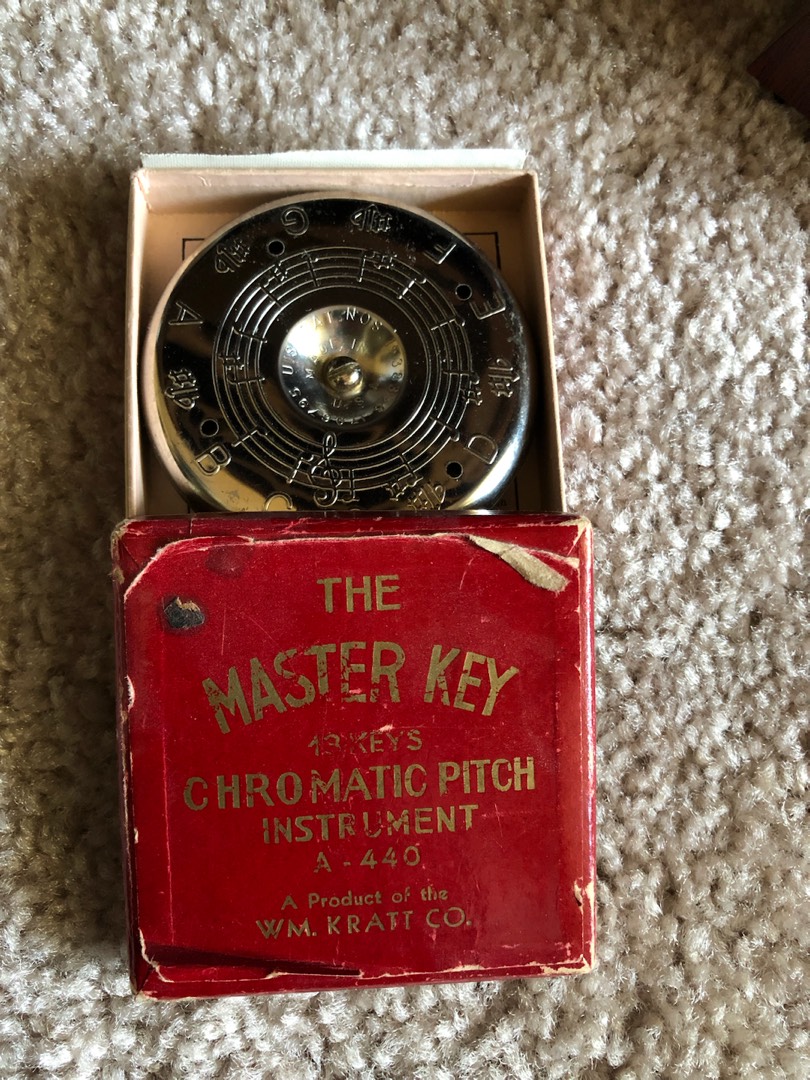 G
F
E
D
C
B
A
THE
MASTER KEY
13 KEYS
CHROMATIC PITCH
INSTRUMENT
A-440
A Product of the
WM. KRATT CO.